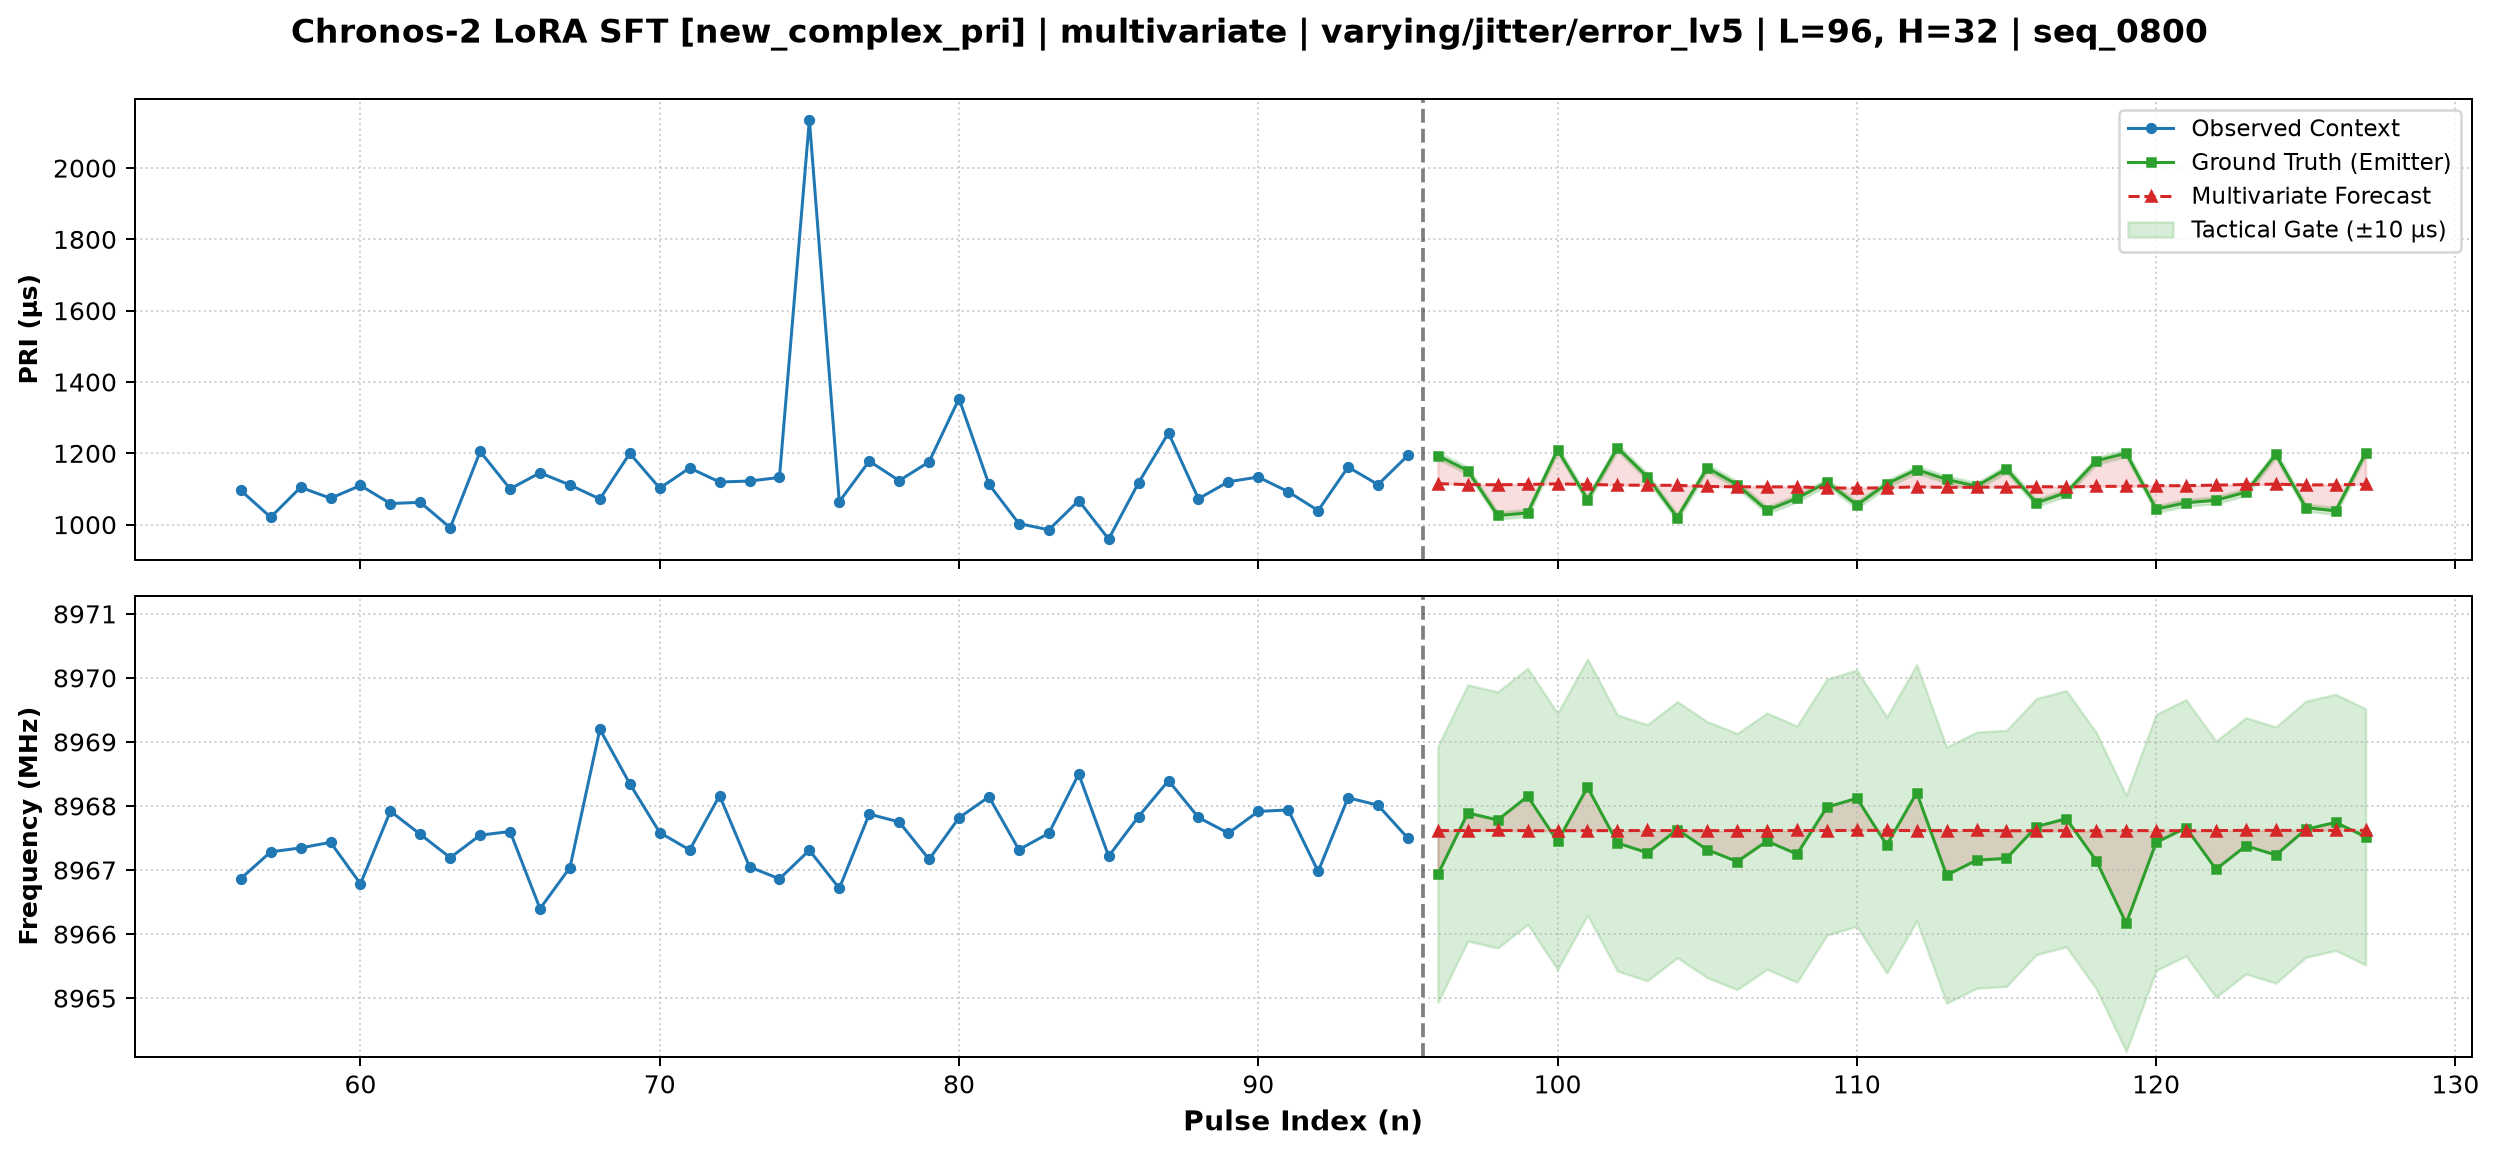 Chronos-2 LoRA SFT [new_complex_pri] | multivariate | varying/jitter/error_lv5 | L=96, H=32 | seq_0800
PRI (µs)
2000
1800
1600
1400
1200
1000
Observed Context
Ground Truth (Emitter)
Multivariate Forecast
Tactical Gate (±10 µs)
Frequency (MHz)
8971
8970
8969
8968
8967
8966
8965
60 70 80 90 100 110 120 130
Pulse Index (n)